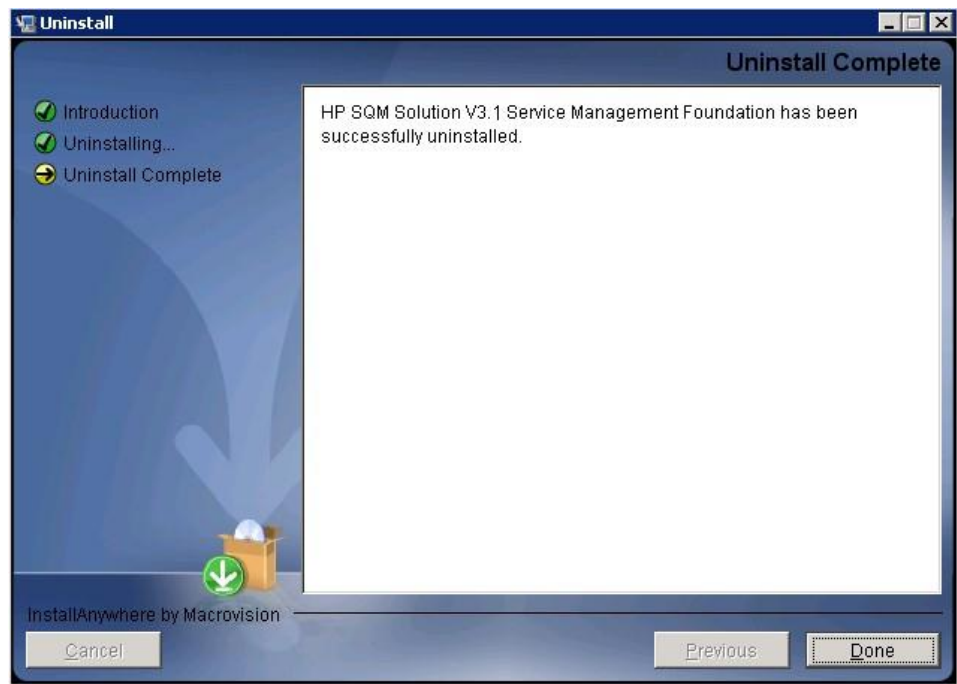 Uninstall
Uninstall Complete
Introduction
Uninstalling...
Uninstall Complete
HP SQM Solution V3.1 Service Management Foundation has been
successfully uninstalled.
InstallAnywhere by Macrovision
Cancel
Previous
Done